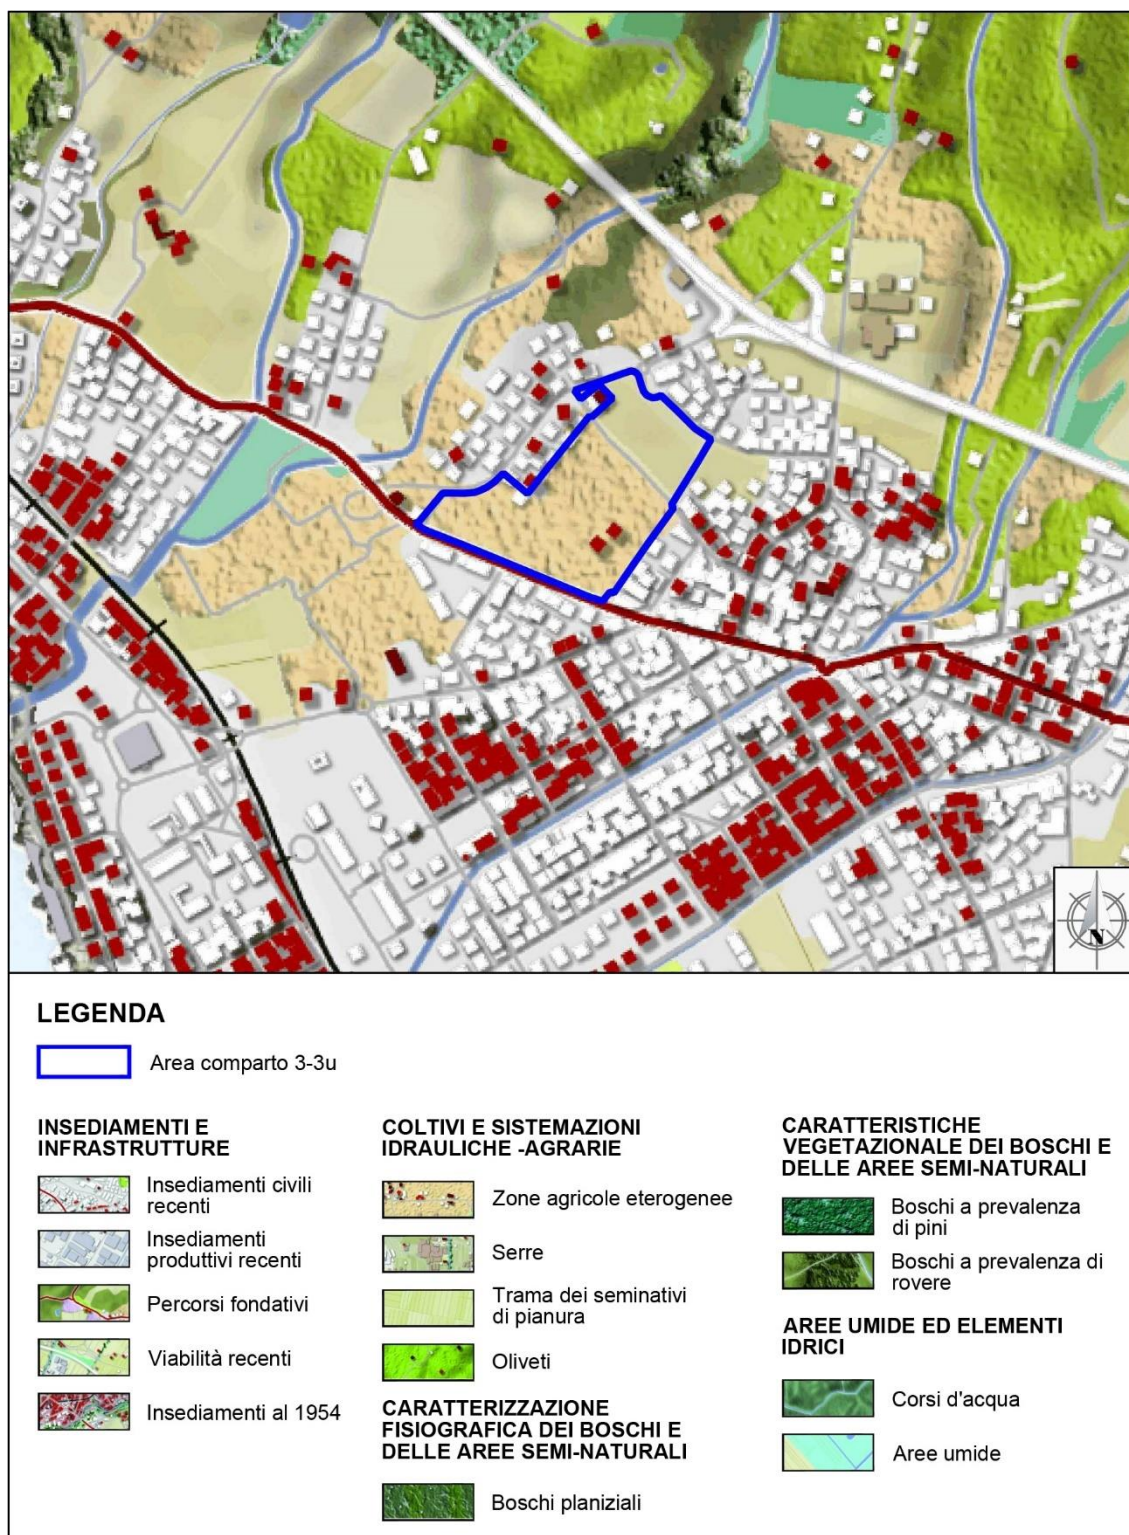 N
LEGENDA
Area comparto 3-3u
INSEDIAMENTI E
INFRASTRUTTURE
Insediamenti civili
recenti
Insediamenti
produttivi recenti
Percorsi fondativi
Viabilità recenti
Insediamenti al 1954
COLTIVI E SISTEMAZIONI
IDRAULICHE -AGRARIE
Zone agricole eterogenee
Serre
Trama dei seminativi
di pianura
Oliveti
CARATTERIZZAZIONE
FISIOGRAFICA DEI BOSCHI E
DELLE AREE SEMI-NATURALI
Boschi planiziali
CARATTERISTICHE
VEGETAZIONALE DEI BOSCHI E
DELLE AREE SEMI-NATURALI
Boschi a prevalenza
di pini
Boschi a prevalenza di
rovere
AREE UMIDE ED ELEMENTI
IDRICI
Corsi d'acqua
Aree umide